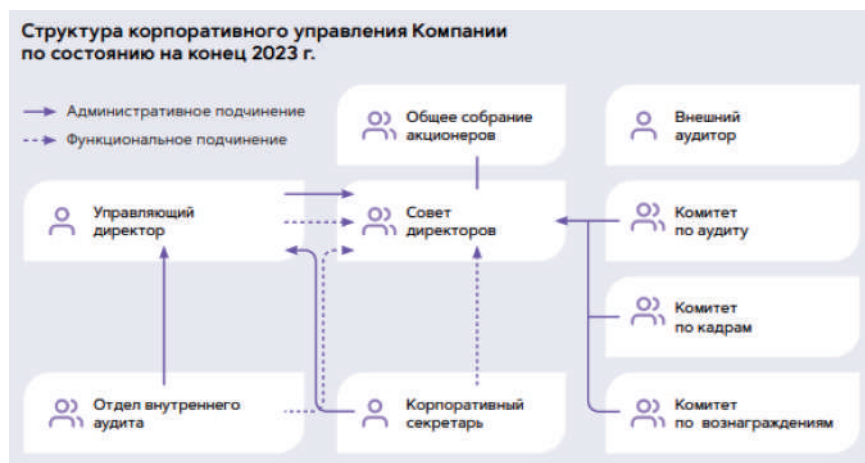 Структура корпоративного управления Компании
по состоянию на конец 2023 г.
Административное подчинение
Функциональное подчинение
Общее собрание
акционеров
Внешний
аудитор
Управляющий
директор
Совет
директоров
Комитет
по аудиту
Комитет
по кадрам
Отдел внутреннего
аудита
Корпоративный
секретарь
Комитет
по вознаграждениям